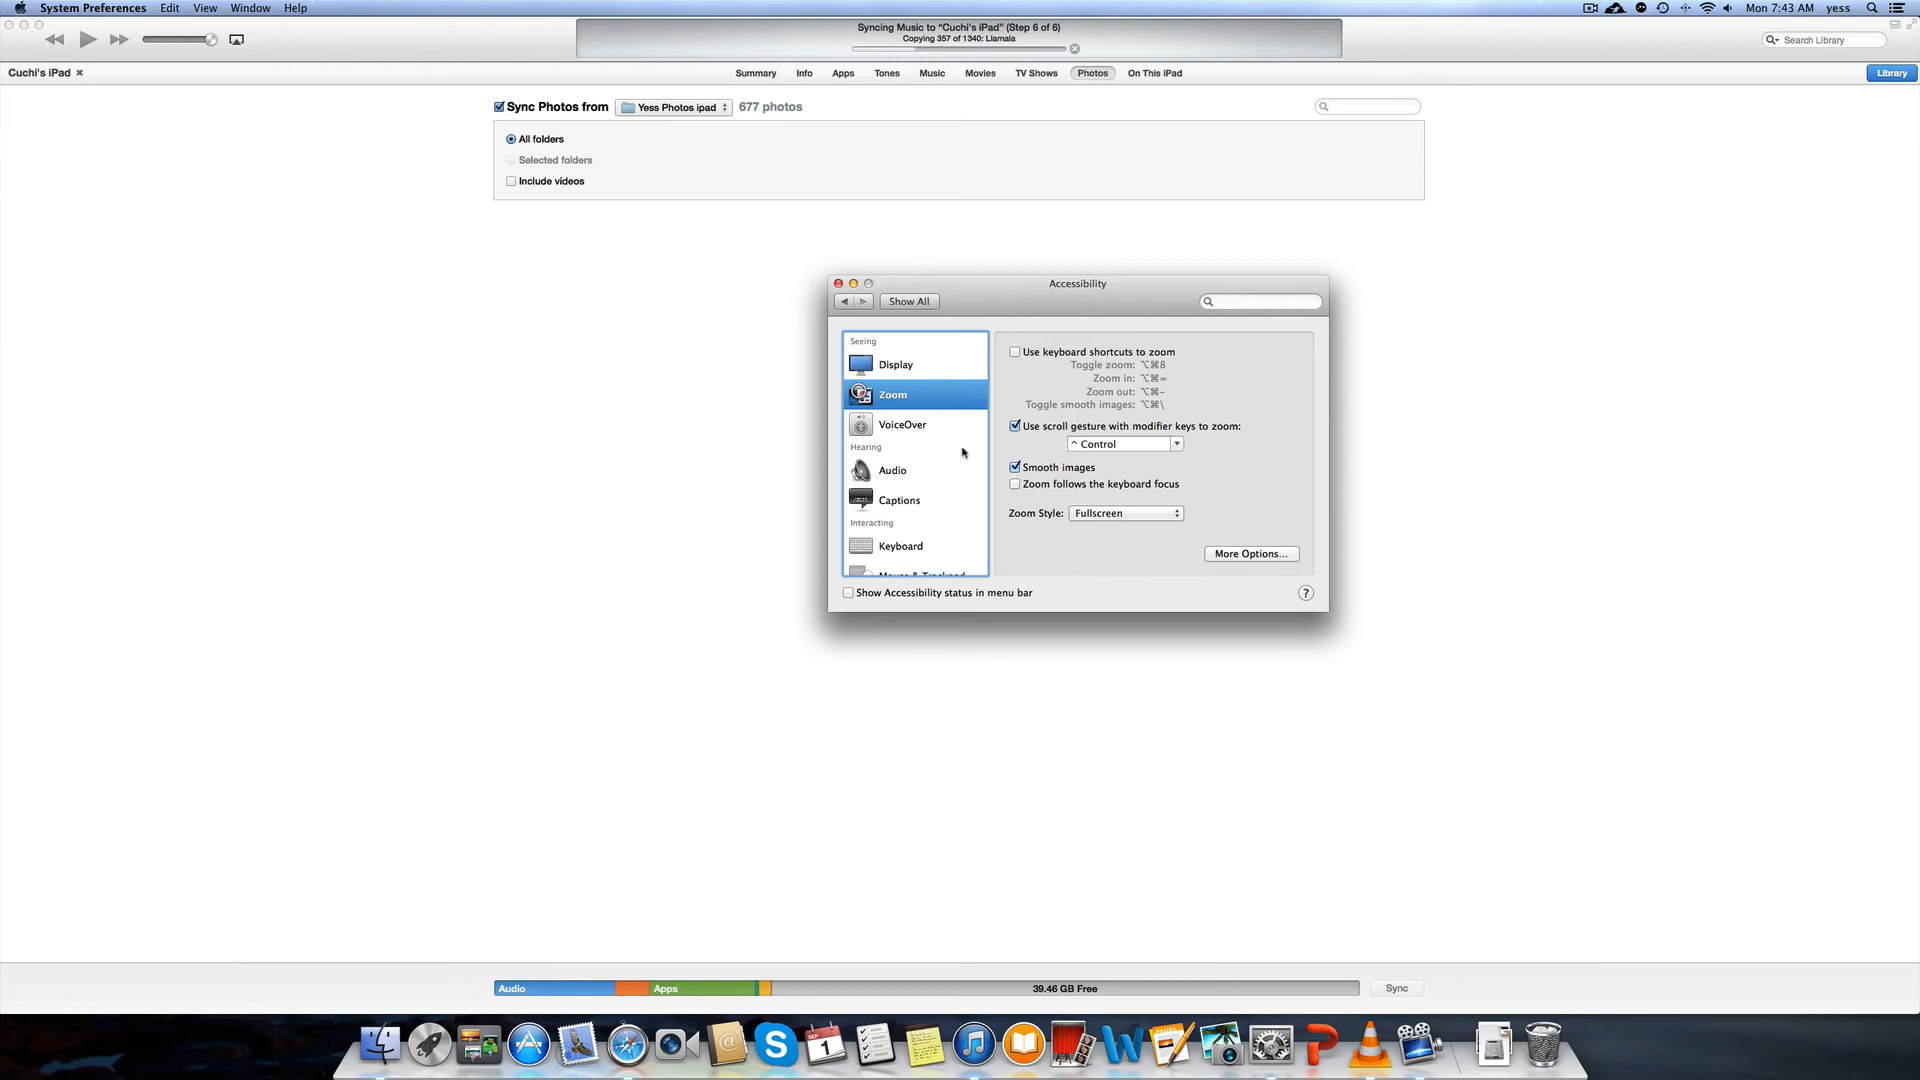 System Preferences Edit View Window Help
Mon 7:43 AM yess
Syncing Music to “Cuchi's iPad” (Step 6 of 6)
Copying 357 of 1340: Llamala
Search Library
Cuchi's iPad
Summary Info Apps Tones Music Movies TV Shows Photos On This iPad
Library
Sync Photos from Yess Photos ipad 677 photos
All folders
Selected folders
Include videos
Accessibility
Show All
Seeing
Display
Zoom
VoiceOver
Hearing
Audio
Captions
Interacting
Keyboard
Mouse & Trackpad
Use keyboard shortcuts to zoom
Toggle zoom: ⌥⌘8
Zoom in: ⌥⌘=
Zoom out: ⌥⌘-
Toggle smooth images: ⌥⌘\
Use scroll gesture with modifier keys to zoom:
^ Control
Smooth images
Zoom follows the keyboard focus
Zoom Style: Fullscreen
More Options...
Show Accessibility status in menu bar
?
Audio Apps 39.46 GB Free
Sync